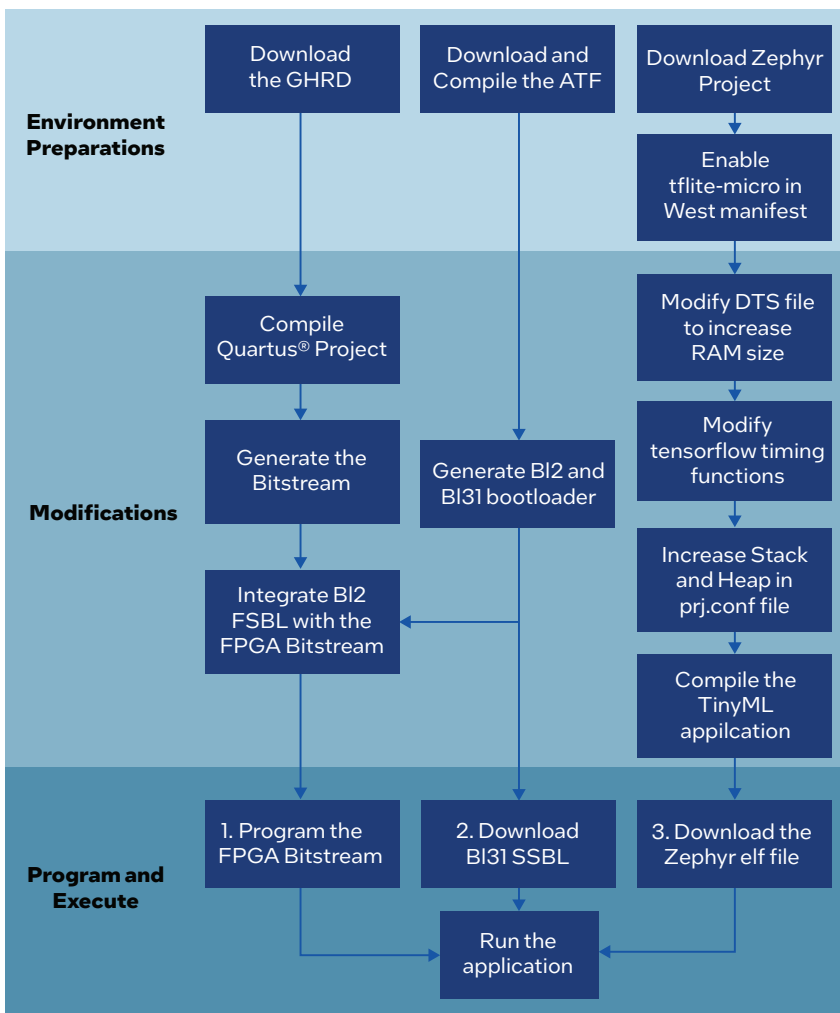 Environment
Preparations
Download
the GHRD
Download and
Compile the ATF
Download Zephyr
Project
Enable
tflite-micro in
West manifest
Modifications
Compile
Quartus® Project
Generate the
Bitstream
Integrate Bl2
FSBL with the
FPGA Bitstream
Generate Bl2 and
Bl31 bootloader
Modify DTS file
to increase
RAM size
Modify
tensorflow timing
functions
Increase Stack
and Heap in
prj.conf file
Compile the
TinyML
appilcation
Program and
Execute
1. Program the
FPGA Bitstream
2. Download
Bl31 SSBL
3. Download the
Zephyr elf file
Run the
application